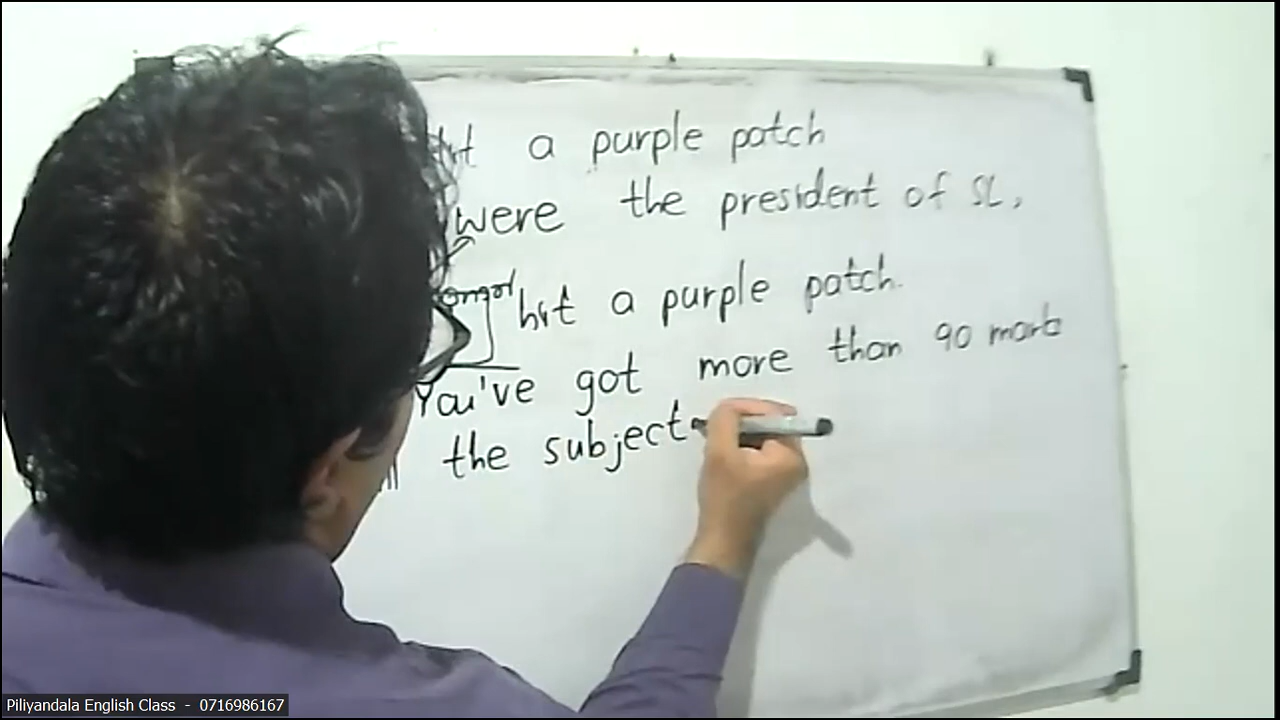 hit a purple patch
were the president of SL,
hit a purple patch.
You've got more than 90 marks
the subject
Piliyandala English Class - 0716986167